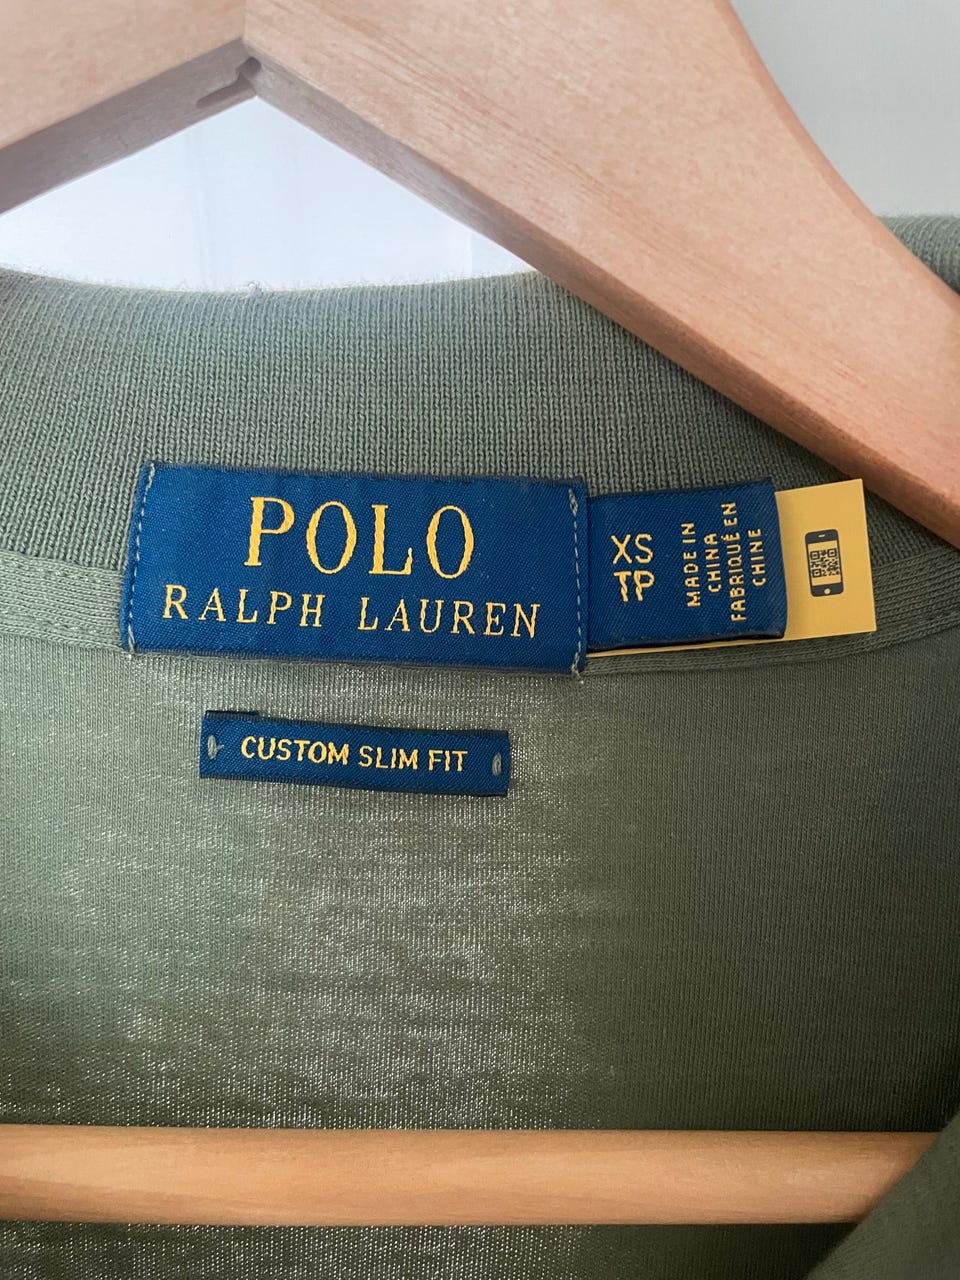 POLO
RALPH LAUREN
XS
TP
MADE IN
CHINA
FABRIQUÉ EN
CHINE
CUSTOM SLIM FIT